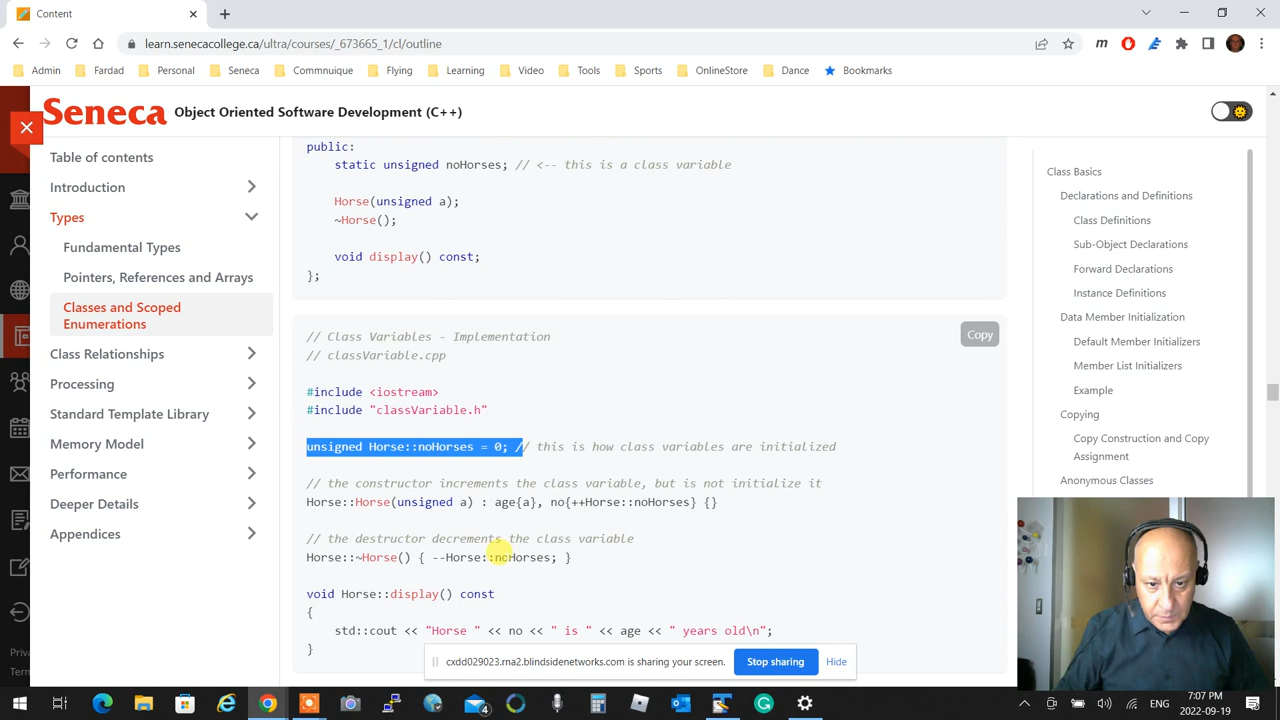 Content
learn.senecacollege.ca/ultra/courses/_673665_1/cl/outline
Admin Fardad Personal Seneca Commnuique Flying Learning Video Tools Sports OnlineStore Dance Bookmarks
Seneca Object Oriented Software Development (C++)
Table of contents
Introduction
Types
Fundamental Types
Pointers, References and Arrays
Classes and Scoped
Enumerations
Class Relationships
Processing
Standard Template Library
Memory Model
Performance
Deeper Details
Appendices
Priva
Term
public:
static unsigned noHorses; // <-- this is a class variable
Horse(unsigned a);
~Horse();
void display() const;
};
Copy
// Class Variables - Implementation
// classVariable.cpp
#include <iostream>
#include "classVariable.h"
unsigned Horse::noHorses = 0; // this is how class variables are initialized
// the constructor increments the class variable, but is not initialize it
Horse::Horse(unsigned a) : age{a}, no{++Horse::noHorses} {}
// the destructor decrements the class variable
Horse::~Horse() { --Horse::noHorses; }
void Horse::display() const
{
std::cout << "Horse " << no << " is " << age << " years old\n";
}
Class Basics
Declarations and Definitions
Class Definitions
Sub-Object Declarations
Forward Declarations
Instance Definitions
Data Member Initialization
Default Member Initializers
Member List Initializers
Example
Copying
Copy Construction and Copy
Assignment
Anonymous Classes
cxdd029023.rna2.blindsidenetworks.com is sharing your screen. Stop sharing Hide
4
ENG
7:07 PM
2022-09-19